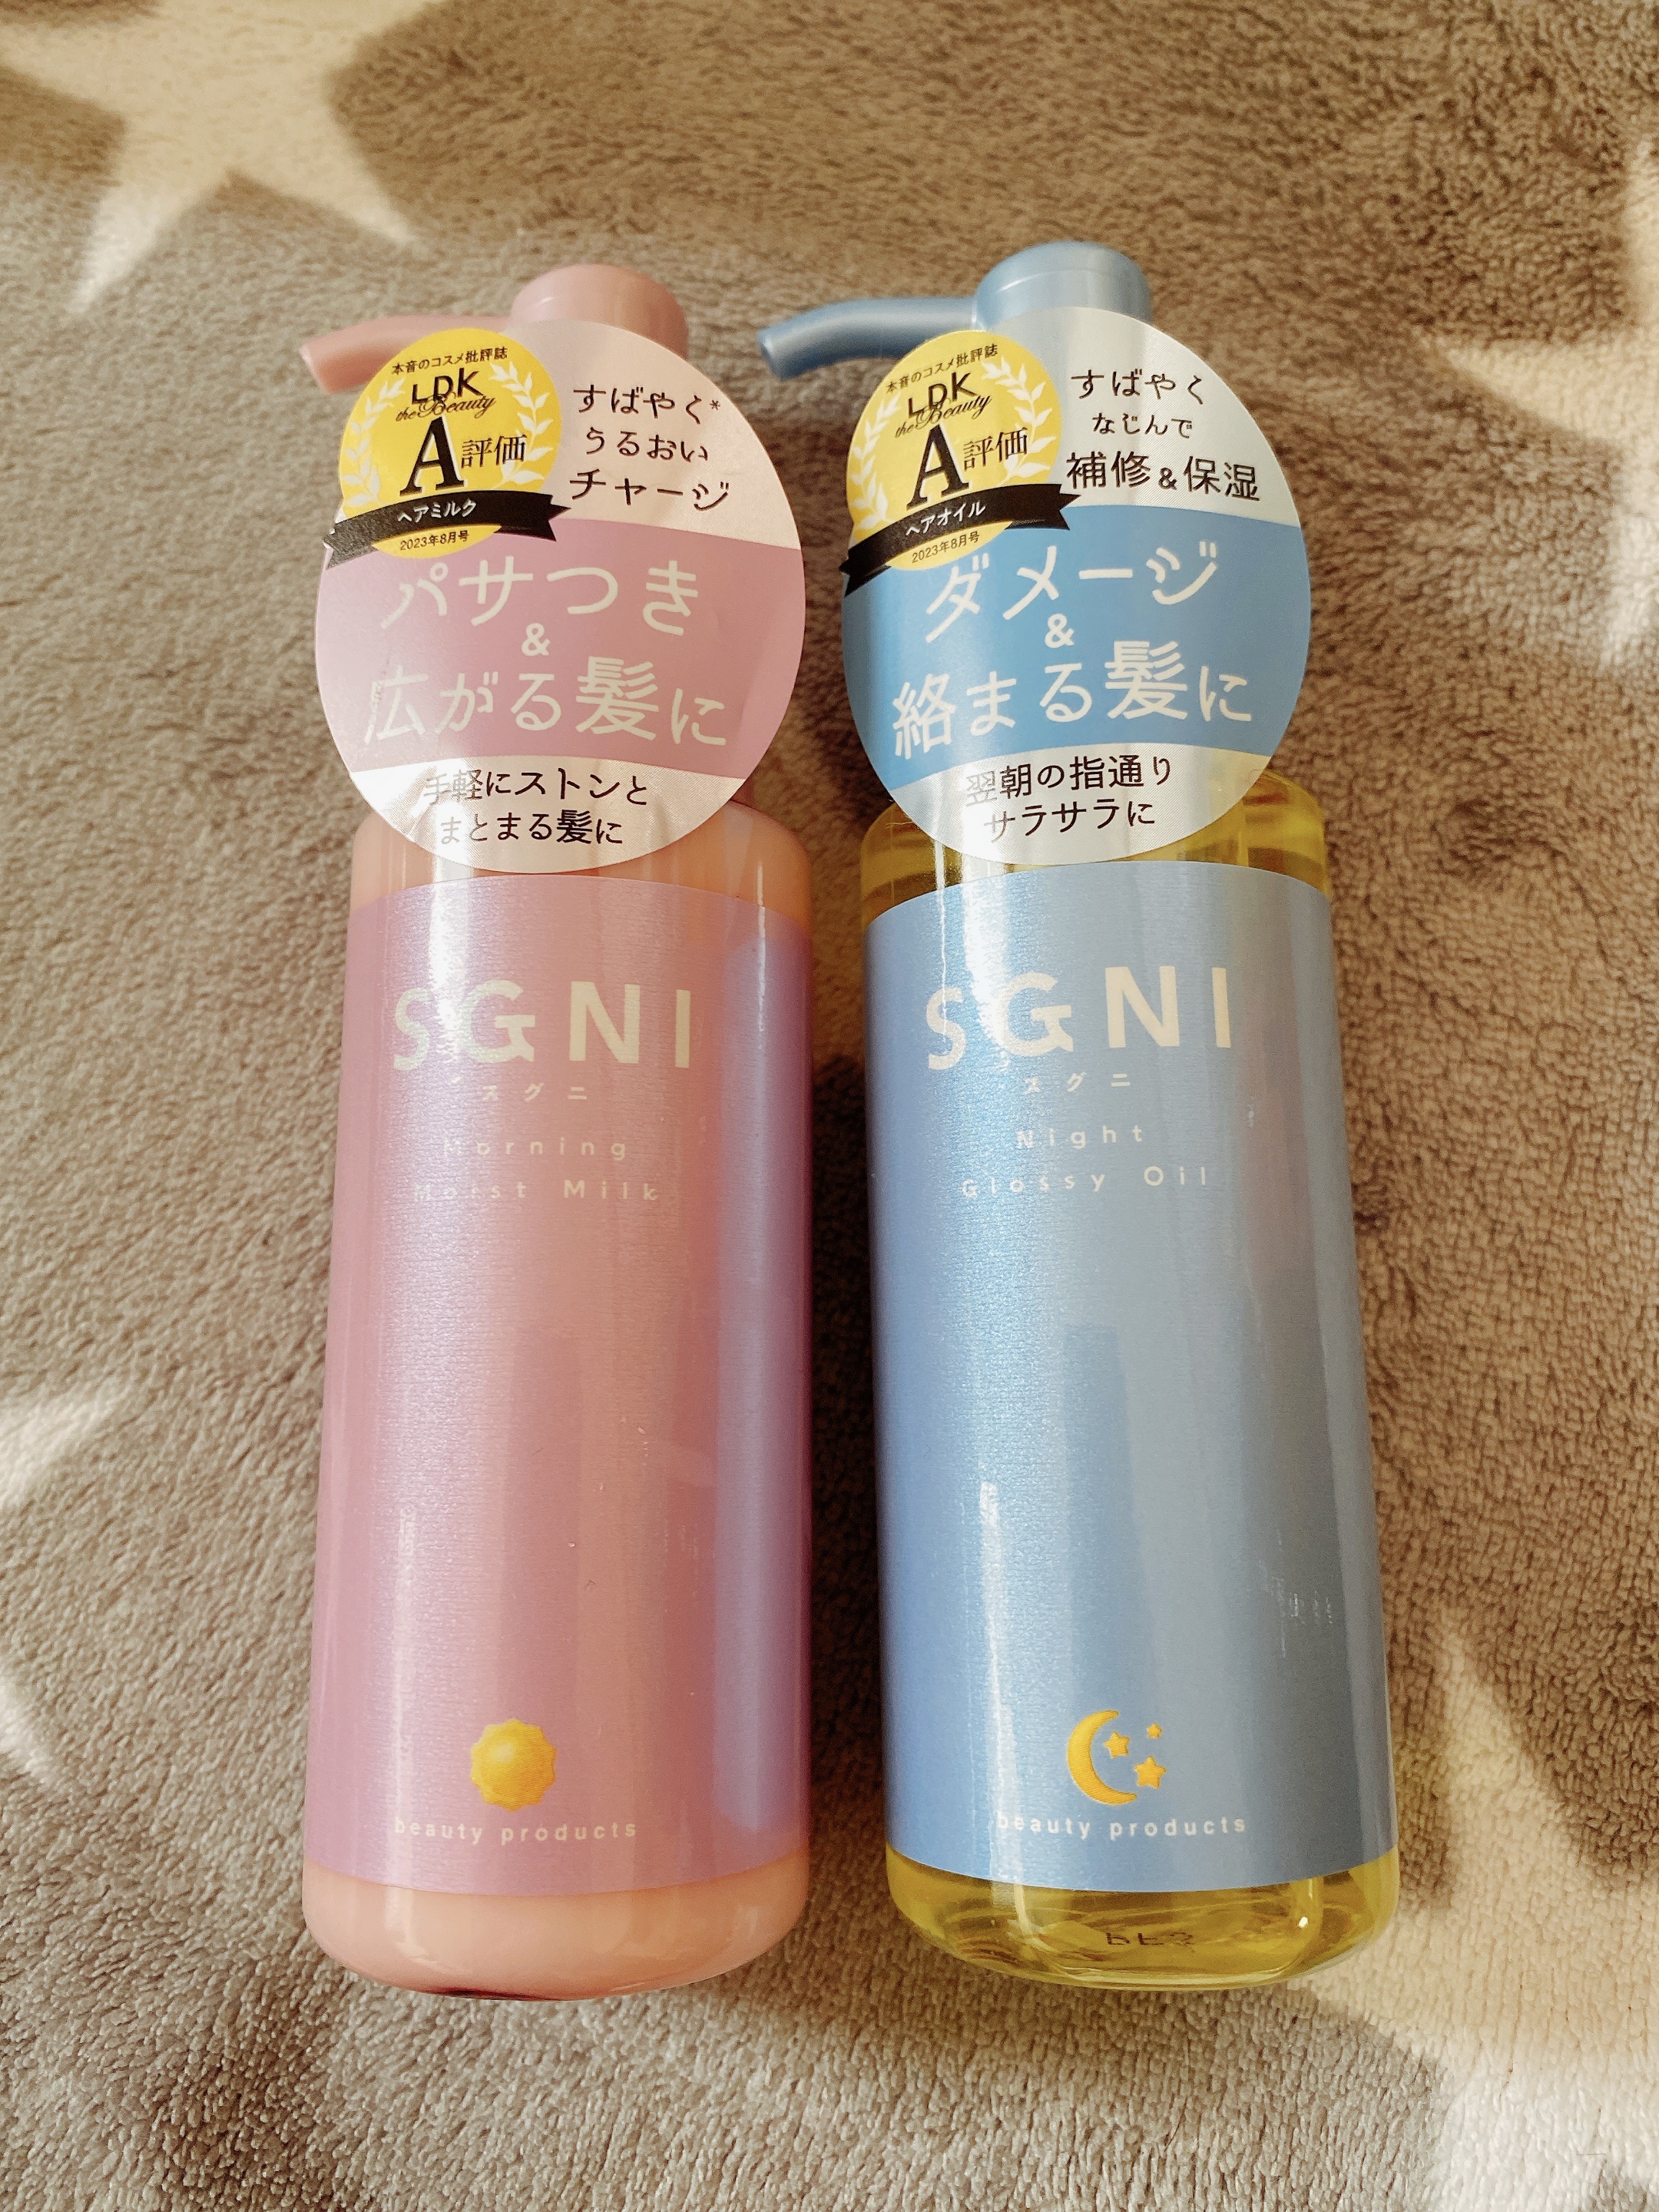 本音のコスメ批評誌
LDK
the Beauty
A評価
ヘアミルク
2023年8月号
すばやく*
うるおい
チャージ
パサつき
&
広がる髪に
手軽にストンと
まとまる髪に
SGNI
スグニ
Morning
Moist Milk
beauty products
本音のコスメ批評誌
LDK
the Beauty
A評価
ヘアオイル
2023年8月号
すばやく
なじんで
補修&保湿
ダメージ
&
絡まる髪に
翌朝の指通り
サラサラに
SGNI
スグニ
Night
Glossy Oil
beauty products